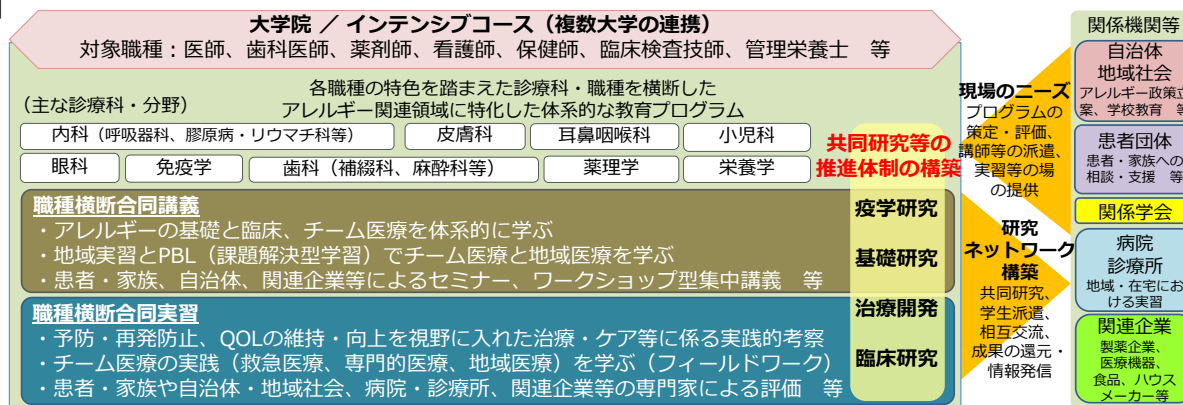 大学院 ／ インテンシブコース（複数大学の連携）
対象職種：医師、歯科医師、薬剤師、看護師、保健師、臨床検査技師、管理栄養士　等
各職種の特色を踏まえた診療科・職種を横断した
アレルギー関連領域に特化した体系的な教育プログラム
（主な診療科・分野）
内科（呼吸器科、膠原病・リウマチ科等）
皮膚科
耳鼻咽喉科
小児科
眼科
免疫学
歯科（補綴科、麻酔科等）
薬理学
栄養学
共同研究等の
推進体制の構築
職種横断合同講義
・アレルギーの基礎と臨床、チーム医療を体系的に学ぶ
・地域実習とPBL（課題解決型学習）でチーム医療と地域医療を学ぶ
・患者・家族、自治体、関連企業等によるセミナー、ワークショップ型集中講義　等
職種横断合同実習
・予防・再発防止、QOLの維持・向上を視野に入れた治療・ケア等に係る実践的考察
・チーム医療の実践（救急医療、専門的医療、地域医療）を学ぶ（フィールドワーク）
・患者・家族や自治体・地域社会、病院・診療所、関連企業等の専門家による評価　等
疫学研究
基礎研究
治療開発
臨床研究
現場のニーズ
プログラムの
策定・評価、
講師等の派遣、
実習等の場
の提供
研究
ネットワーク
構築
共同研究、
学生派遣、
相互交流、
成果の還元・
情報発信
関係機関等
自治体
地域社会
アレルギー政策立
案、学校教育　等
患者団体
患者・家族への
相談・支援　等
関係学会
病院
診療所
地域・在宅にお
ける実習
関連企業
製薬企業、
医療機器、
食品、ハウス
メーカー等